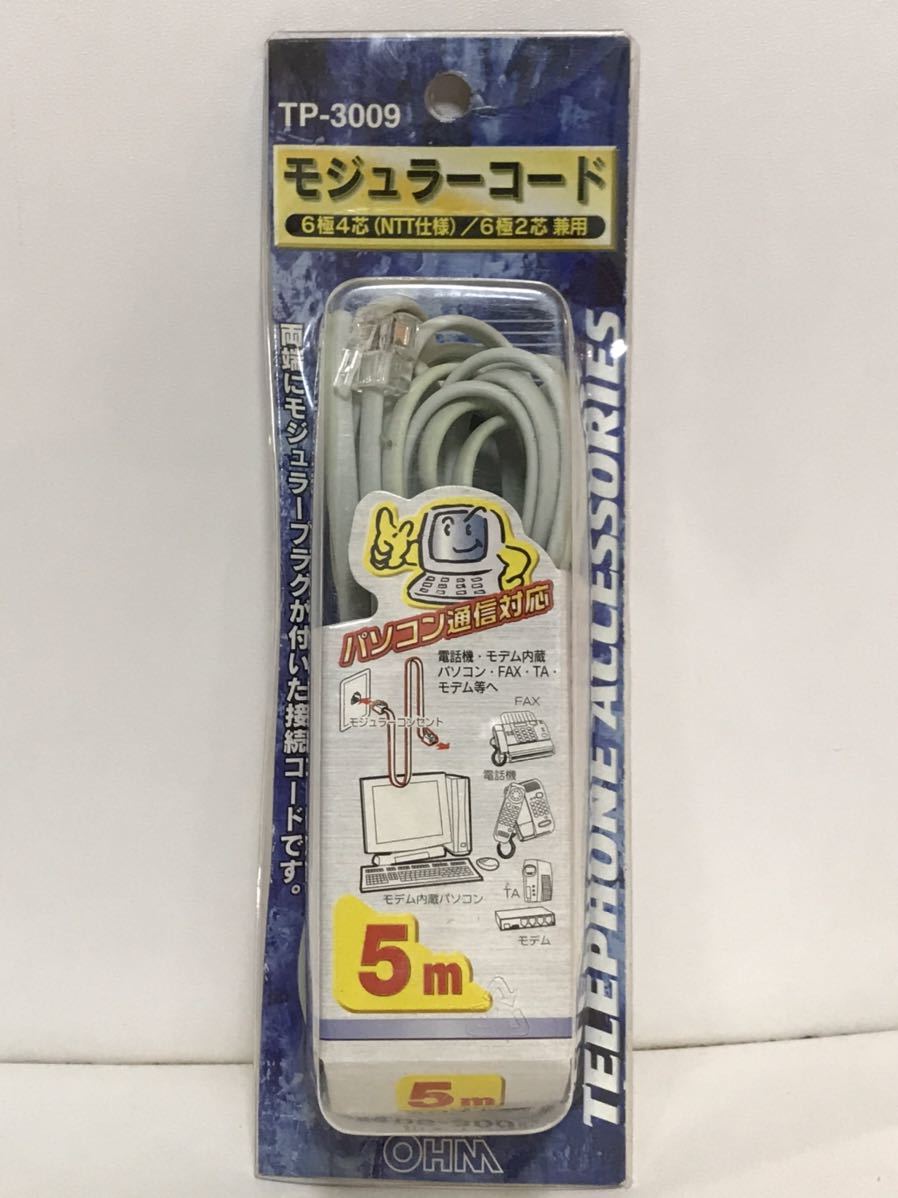 TP-3009
モジュラーコード
6極4芯(NTT仕様)/6極2芯 兼用
両端にモジュラープラグが付いた接続コードです。
TELEPHONE ACCESSORIES
パソコン通信対応
電話機・モデム内蔵
パソコン・FAX・TA・
モデム等へ
モジュラーコンセント
FAX
電話機
TA
モデム内蔵パソコン
モデム
5m
5m
OHM